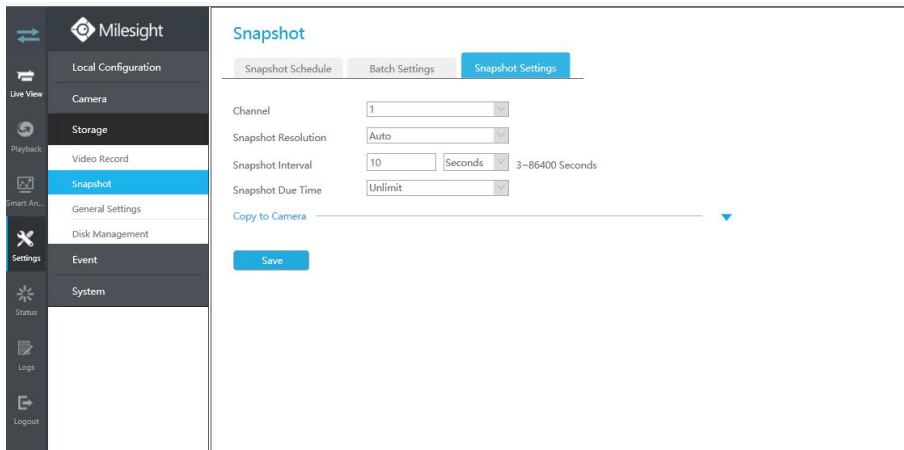 Live View
Playback
Smart An...
Settings
Status
Logs
Logout
Milesight
Local Configuration
Camera
Storage
Video Record
Snapshot
General Settings
Disk Management
Event
System
Snapshot
Snapshot Schedule Batch Settings Snapshot Settings
Channel 1
Snapshot Resolution Auto
Snapshot Interval 10 Seconds 3~86400 Seconds
Snapshot Due Time Unlimit
Copy to Camera
Save